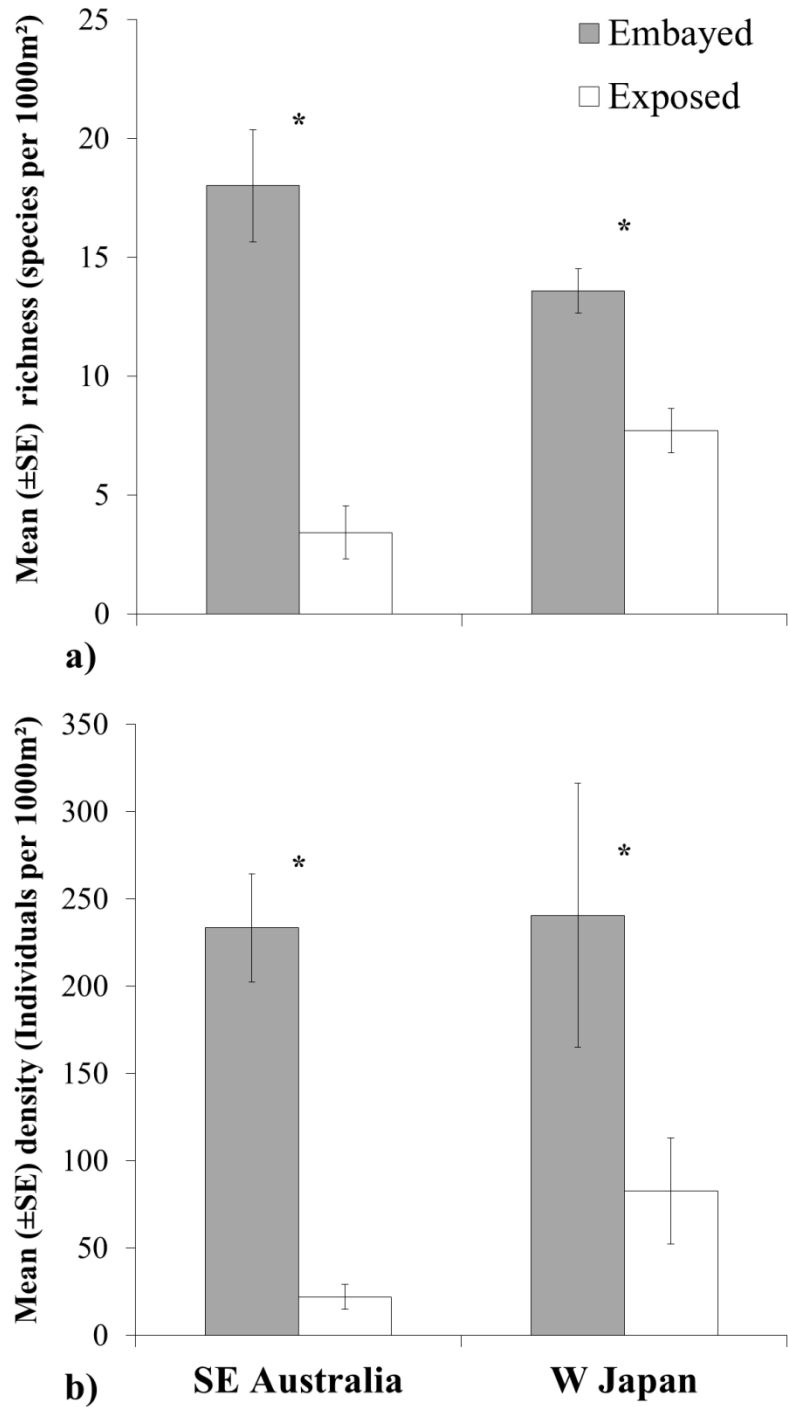 Mean (±SE) richness (species per 1000m²)
25
20
15
10
5
0
Embayed
Exposed
*
*
a)
Mean (±SE) density (Individuals per 1000m²)
350
300
250
200
150
100
50
0
*
*
b)
SE Australia
W Japan